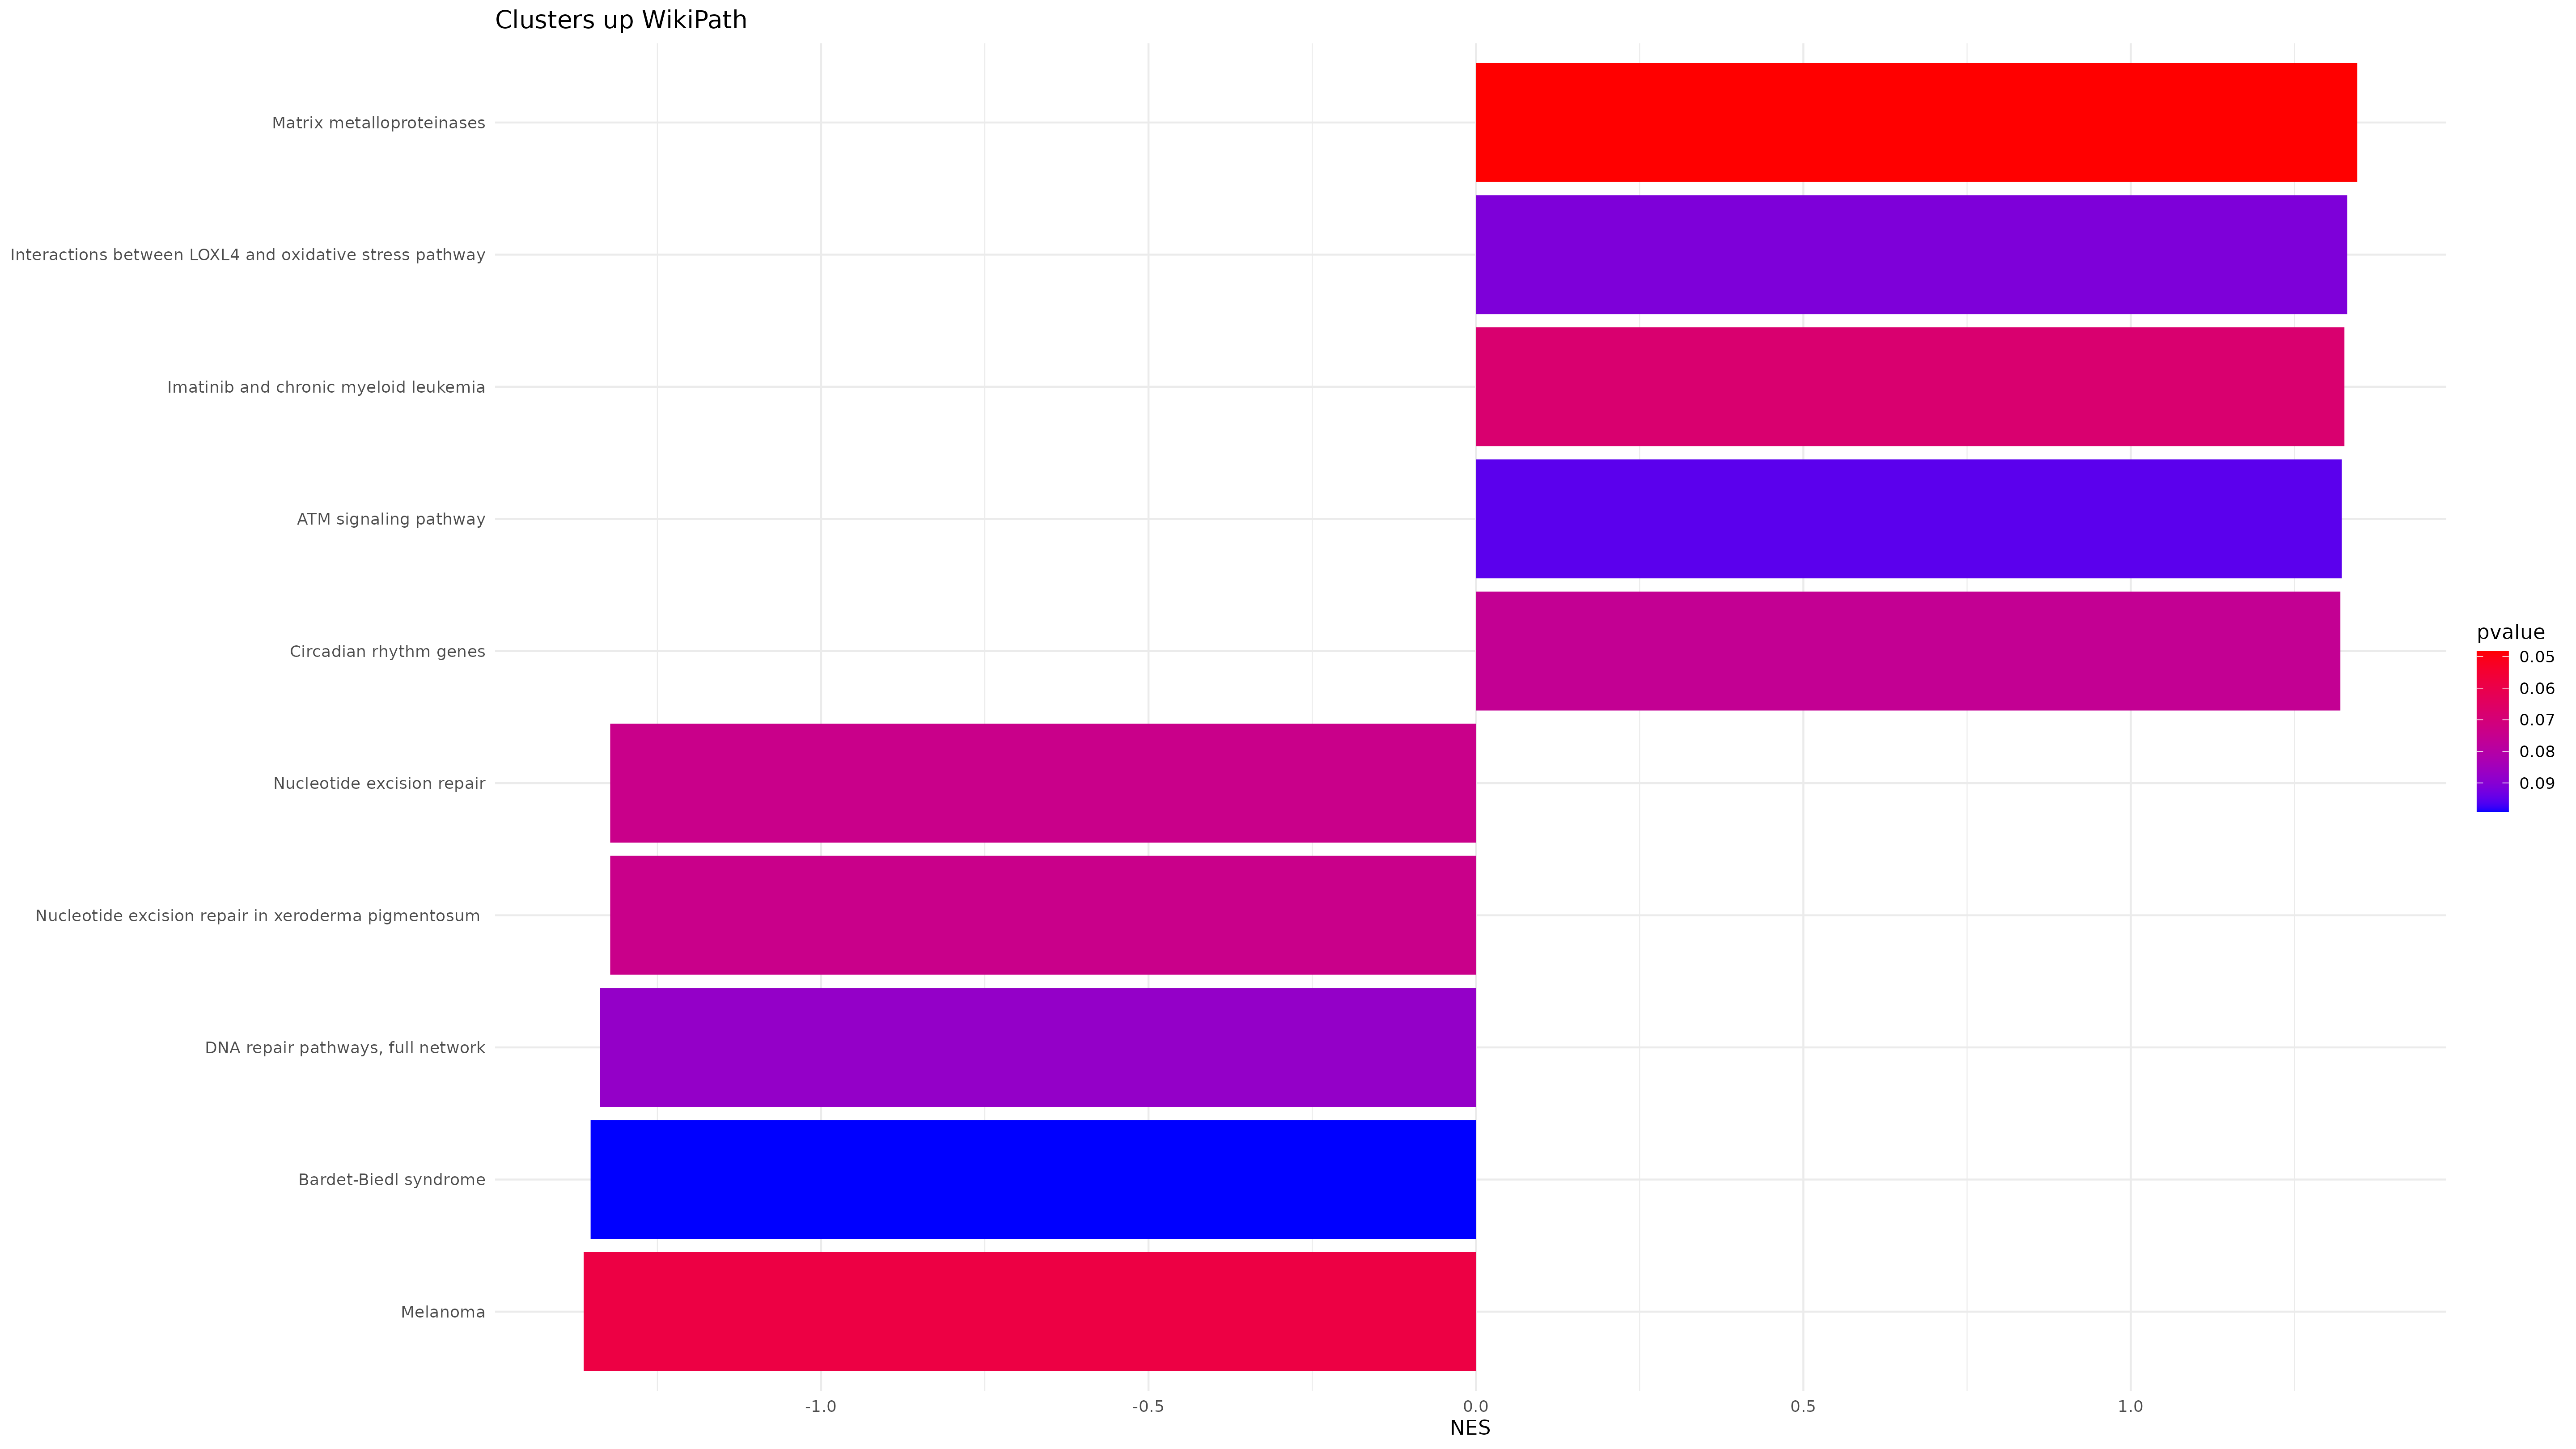 Clusters up WikiPath
Matrix metalloproteinases
Interactions between LOXL4 and oxidative stress pathway
Imatinib and chronic myeloid leukemia
ATM signaling pathway
Circadian rhythm genes
Nucleotide excision repair
Nucleotide excision repair in xeroderma pigmentosum
DNA repair pathways, full network
Bardet-Biedl syndrome
Melanoma
-1.0 -0.5 0.0 0.5 1.0
NES
pvalue
0.05
0.06
0.07
0.08
0.09